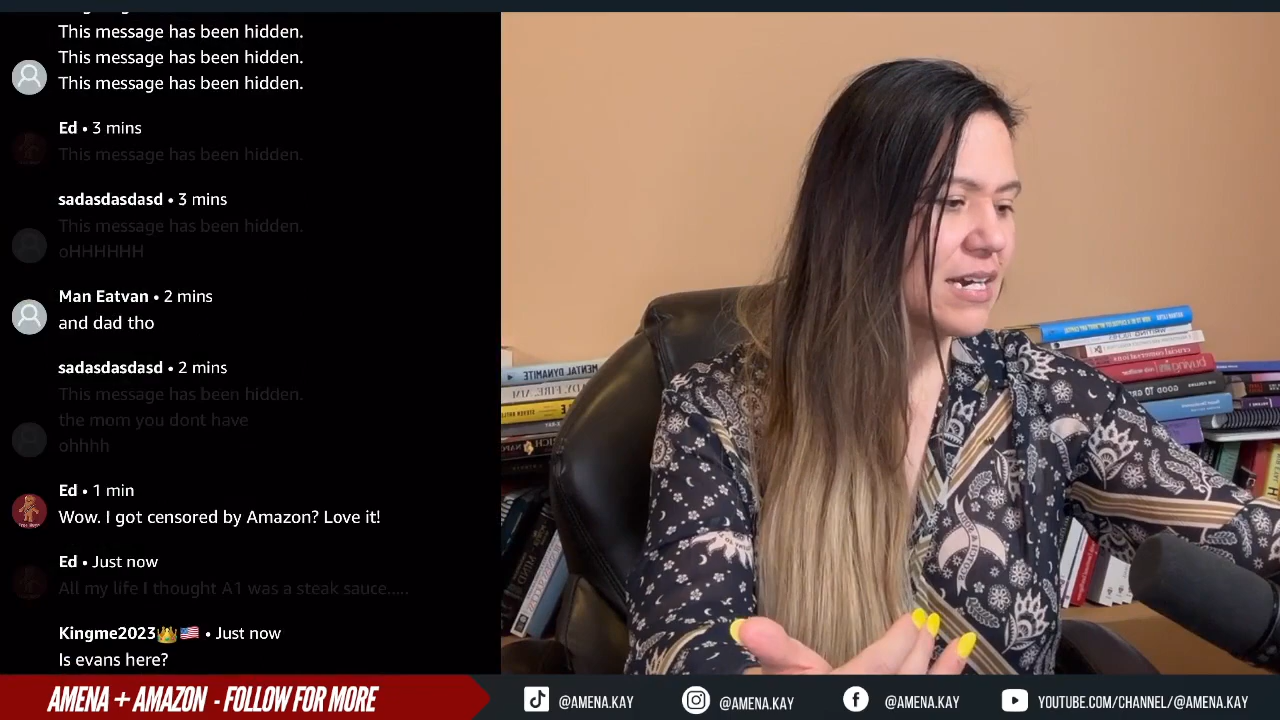 This message has been hidden.
This message has been hidden.
This message has been hidden.
Ed • 3 mins
This message has been hidden.
sadasdasdasd • 3 mins
This message has been hidden.
oHHHHHH
Man Eatvan • 2 mins
and dad tho
sadasdasdasd • 2 mins
This message has been hidden.
the mom you dont have
ohhhh
Ed • 1 min
Wow. I got censored by Amazon? Love it!
Ed • Just now
All my life I thought A1 was a steak sauce.....
Kingme2023👑🇺🇸 • Just now
Is evans here?
MENTAL DYNAMITE
GOOD TO
AMENA + AMAZON - FOLLOW FOR MORE
@AMENA.KAY
@AMENA.KAY
@AMENA.KAY
YOUTUBE.COM/CHANNEL/@AMENA.KAY